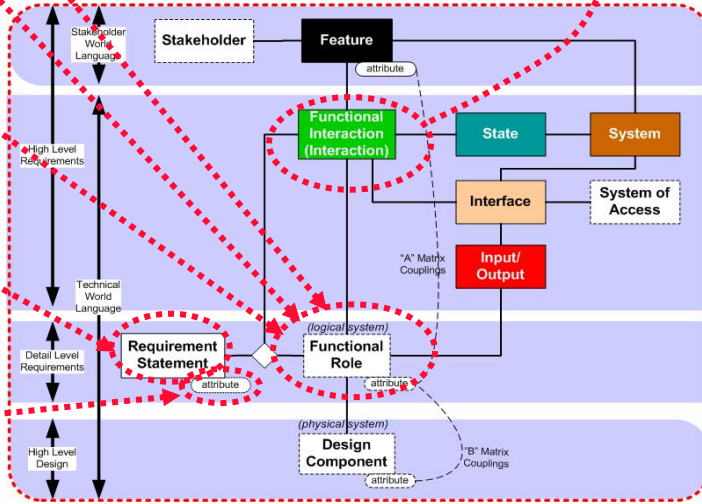 Stakeholder
World
Language
Stakeholder
Feature
attribute
High Level
Requirements
Functional
Interaction
(Interaction)
State
System
Interface
System of
Access
"A" Matrix
Couplings
Input/
Output
Technical
World
Language
(logical system)
Detail Level
Requirements
Requirement
Statement
attribute
Functional
Role
attribute
(physical system)
High Level
Design
Design
Component
attribute
"B" Matrix
Couplings